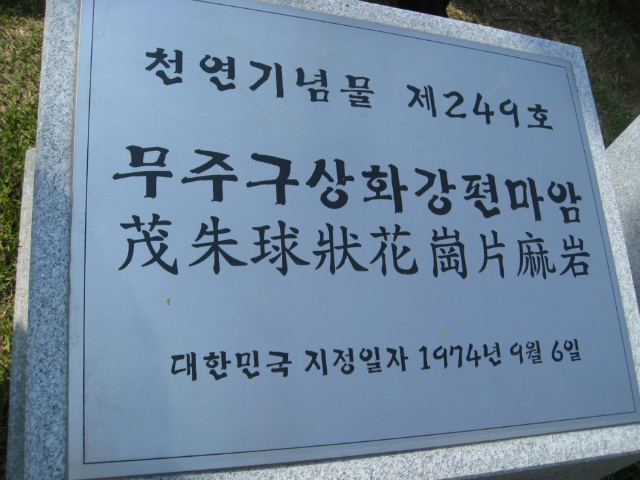 천연기념물 제249호
무주구상화강편마암
茂朱球狀花崗片麻岩
대한민국 지정일자 1974년 9월 6일